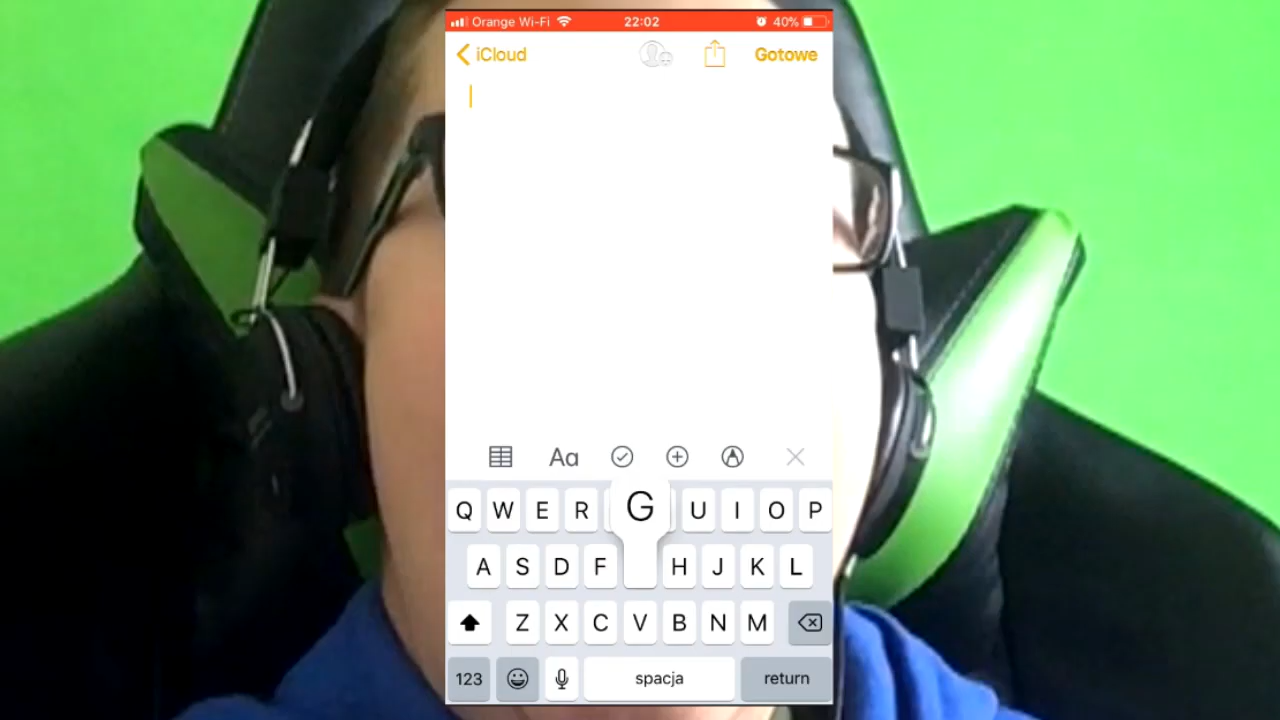 Orange Wi-Fi 22:02 40%
iCloud Gotowe
Aa
Q W E R G U I O P
A S D F H J K L
Z X C V B N M
123 spacja return